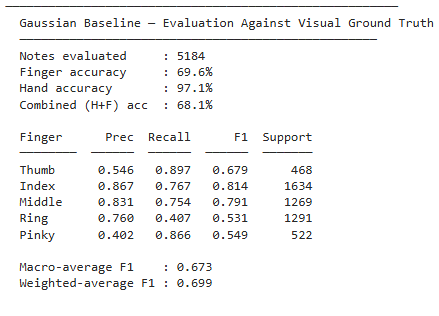 Gaussian Baseline — Evaluation Against Visual Ground Truth
Notes evaluated : 5184
Finger accuracy : 69.6%
Hand accuracy : 97.1%
Combined (H+F) acc : 68.1%
Finger Prec Recall F1 Support
Thumb 0.546 0.897 0.679 468
Index 0.867 0.767 0.814 1634
Middle 0.831 0.754 0.791 1269
Ring 0.760 0.407 0.531 1291
Pinky 0.402 0.866 0.549 522
Macro-average F1 : 0.673
Weighted-average F1 : 0.699